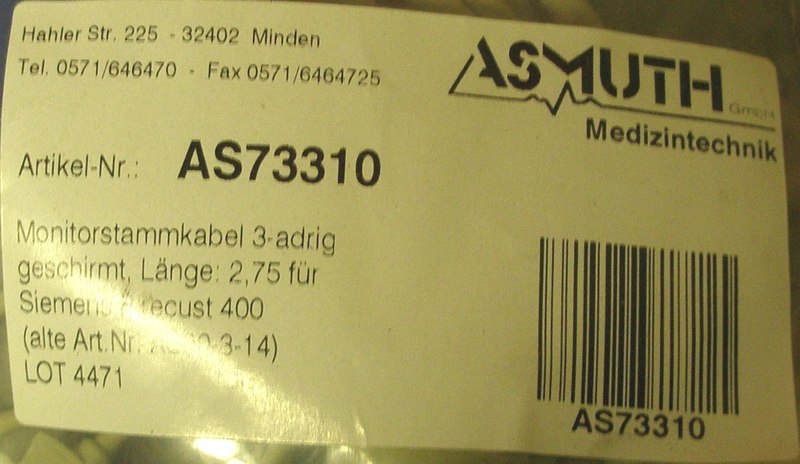 Hahler Str. 225 - 32402 Minden
Tel. 0571/646470 - Fax 0571/6464725
ASMUTH GmbH
Medizintechnik
Artikel-Nr.: AS73310
Monitorstammkabel 3-adrig
geschirmt, Länge: 2,75 für
Siemens 400
(alte Art.Nr.
LOT 4471
AS73310